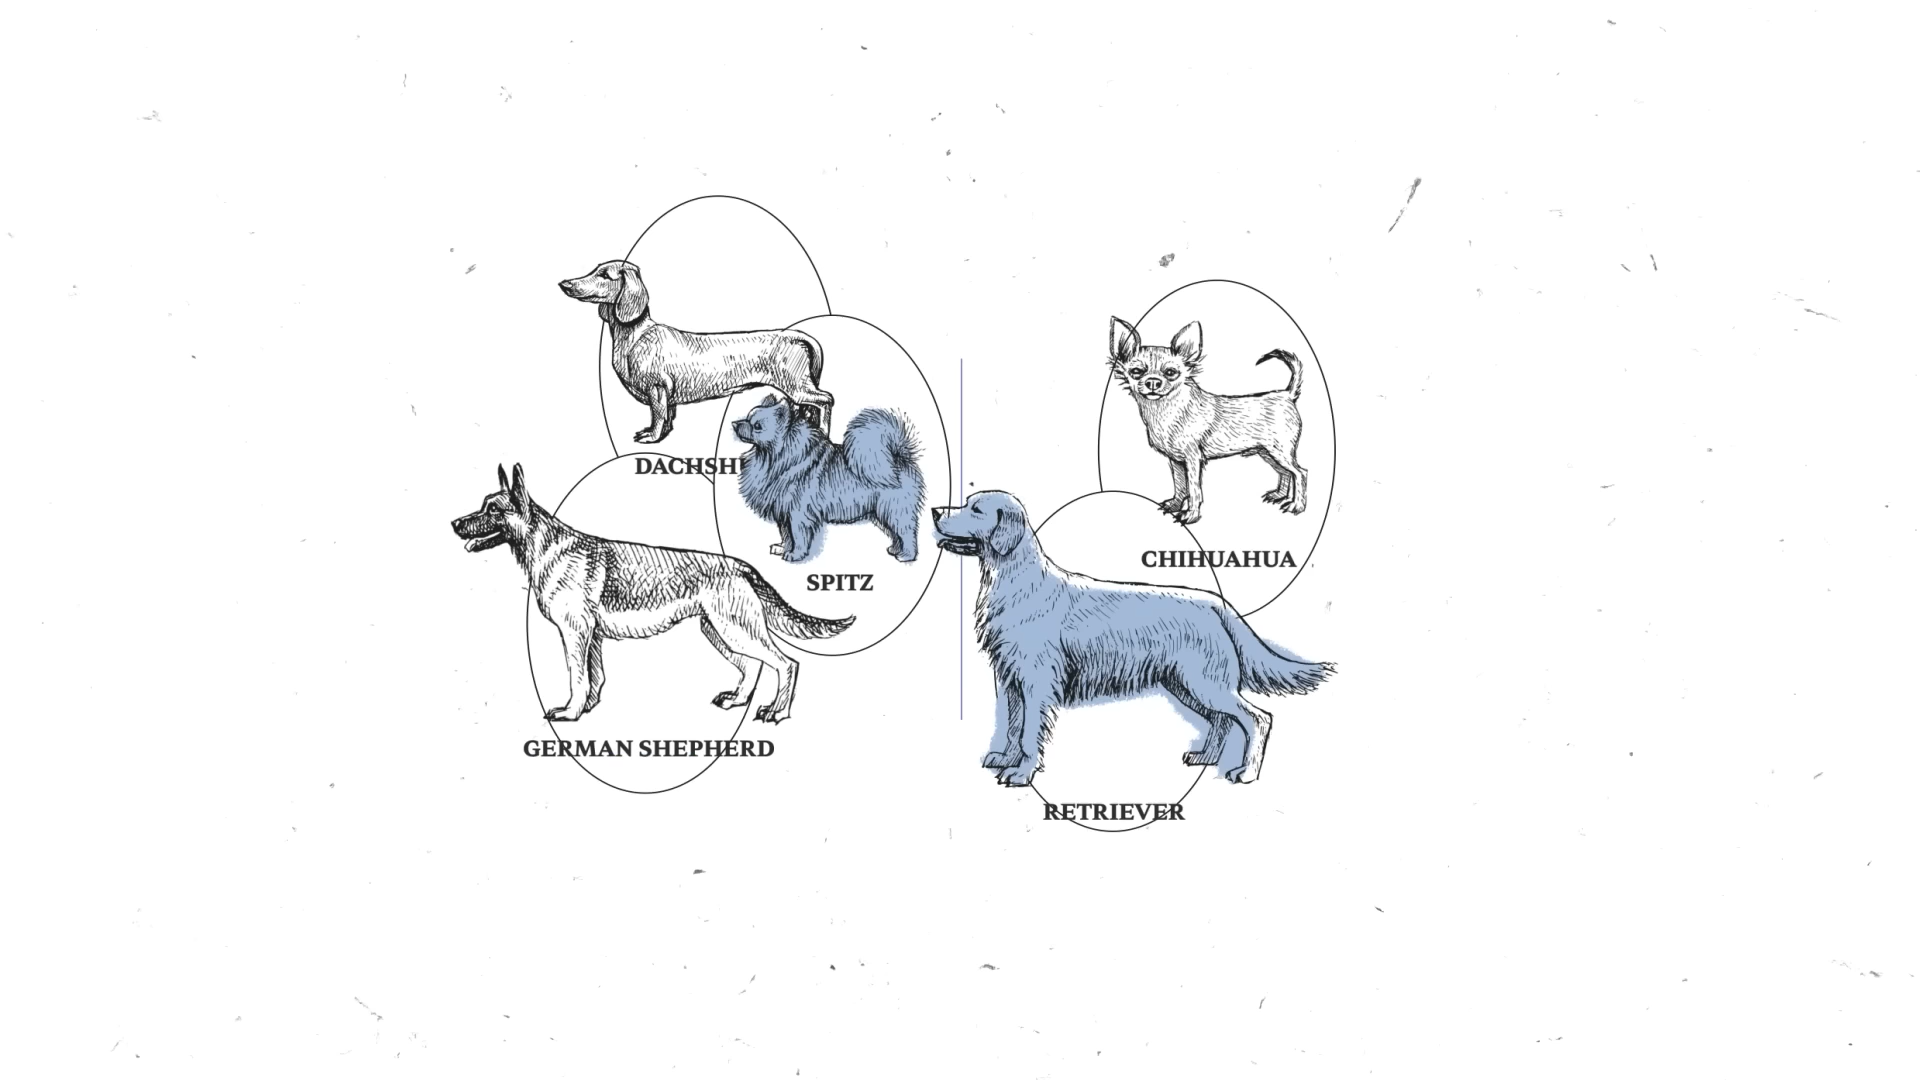 DACHSH
SPITZ
GERMAN SHEPHERD
CHIHUAHUA
RETRIEVER